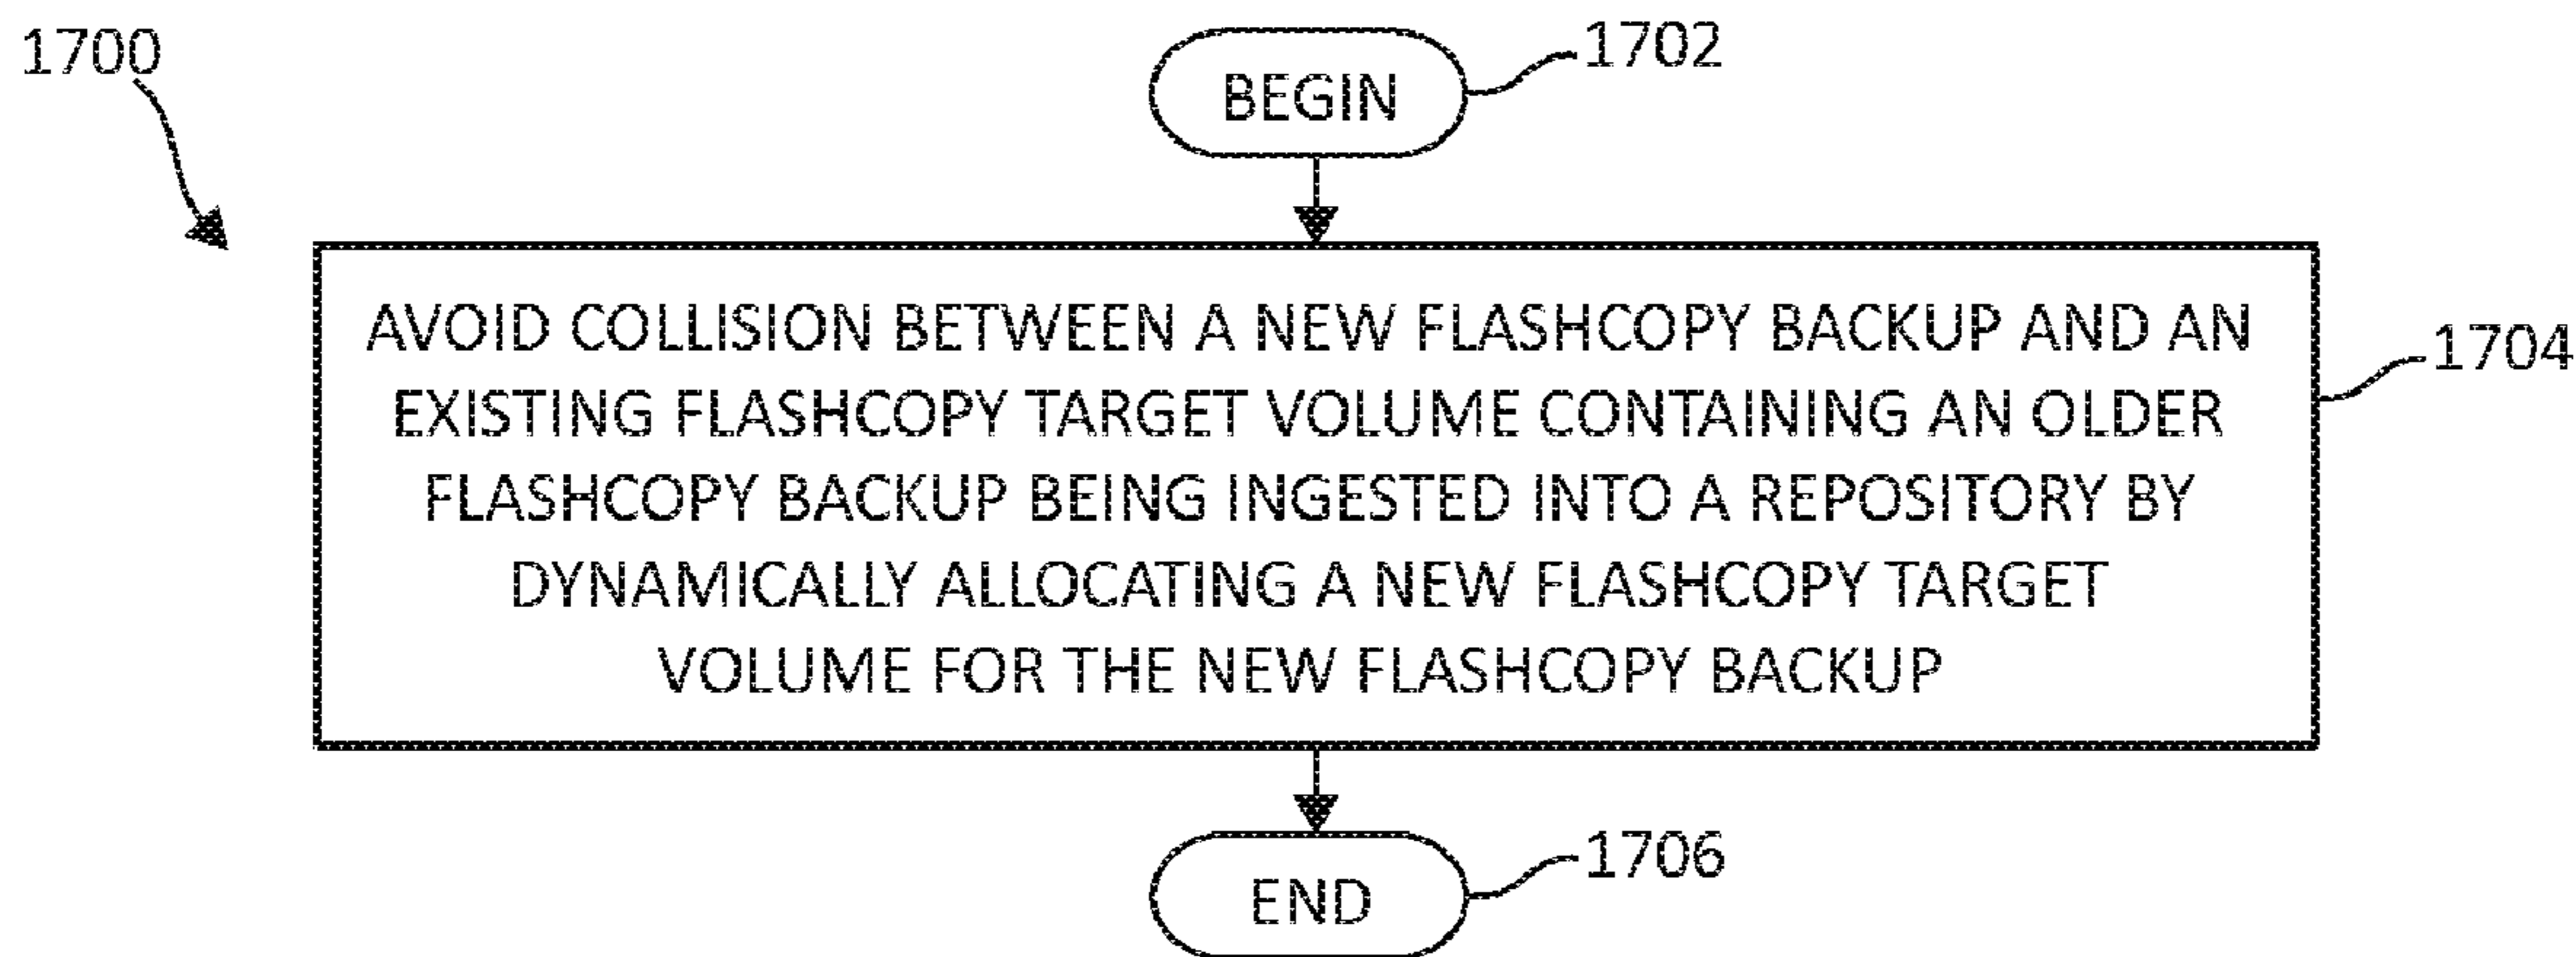 1700
BEGIN
1702
AVOID COLLISION BETWEEN A NEW FLASHCOPY BACKUP AND AN
EXISTING FLASHCOPY TARGET VOLUME CONTAINING AN OLDER
FLASHCOPY BACKUP BEING INGESTED INTO A REPOSITORY BY
DYNAMICALLY ALLOCATING A NEW FLASHCOPY TARGET
VOLUME FOR THE NEW FLASHCOPY BACKUP
1704
END
1706